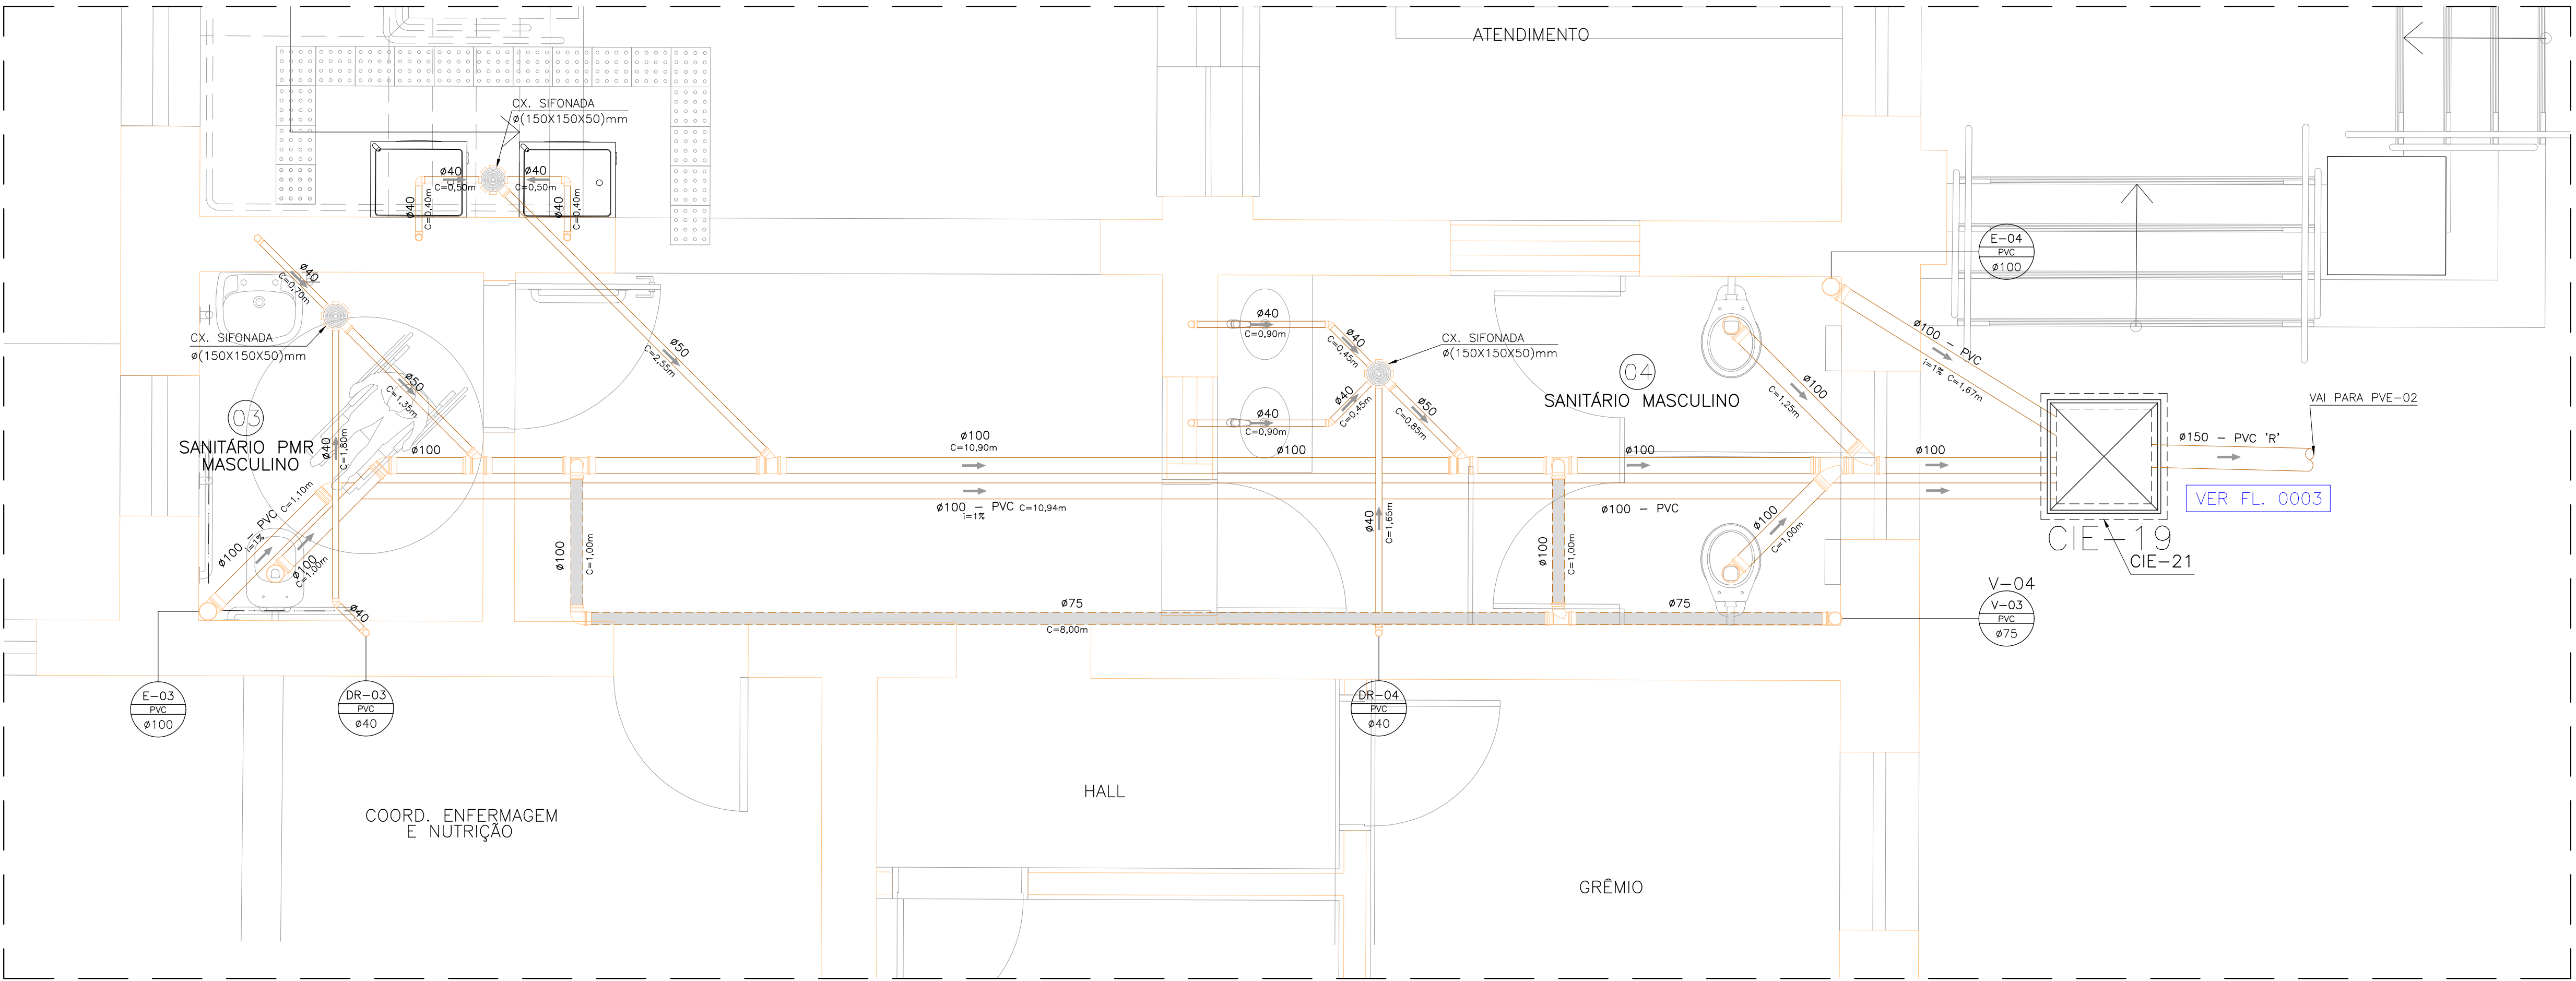 ATENDIMENTO
CX. SIFONADA
ø(150X150X50)mm
ø40
C=0,50m
ø40
C=0,50m
ø40
C=0,40m
ø40
C=0,40m
ø40
C=0,70m
CX. SIFONADA
ø(150X150X50)mm
ø50
C=1,35m
ø50
C=2,55m
03
SANITÁRIO PMR
MASCULINO
ø40
C=1,80m
ø100
ø100 - PVC C=1,10m
i=1%
ø100
C=1,00m
ø40
E-03
PVC
ø100
DR-03
PVC
ø40
ø100
C=10,90m
ø100 - PVC C=10,94m
i=1%
ø100
C=1,00m
ø75
C=8,00m
ø40
C=0,90m
ø40
C=0,45m
ø40
C=0,90m
ø40
C=0,45m
CX. SIFONADA
ø(150X150X50)mm
ø50
C=0,85m
ø100
ø40
C=1,65m
04
SANITÁRIO MASCULINO
ø100
C=1,25m
ø100
ø100 - PVC
ø100
C=1,00m
ø100
C=1,00m
ø75
DR-04
PVC
ø40
E-04
PVC
ø100
ø100 - PVC
i=1% C=1,67m
ø100
VAI PARA PVE-02
ø150 - PVC 'R'
VER FL. 0003
CIE-19
CIE-21
V-04
V-03
PVC
ø75
COORD. ENFERMAGEM
E NUTRIÇÃO
HALL
GRÊMIO